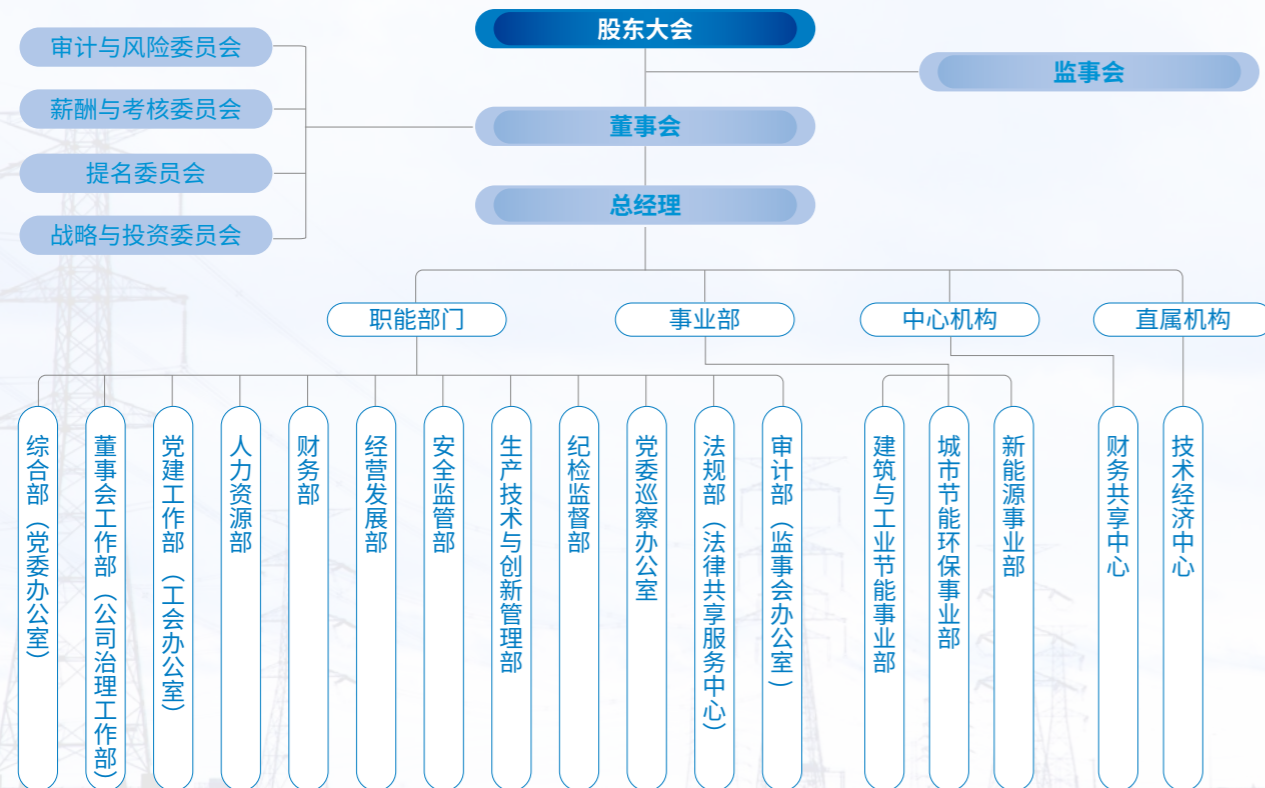 股东大会
审计与风险委员会
监事会
薪酬与考核委员会
董事会
提名委员会
总经理
战略与投资委员会
职能部门
事业部
中心机构
直属机构
综合部（党委办公室）
董事会工作部（公司治理工作部）
党建工作部（工会办公室）
人力资源部
财务部
经营发展部
安全监管部
生产技术与创新管理部
纪检监督部
党委巡察办公室
法规部（法律共享服务中心）
审计部（监事会办公室）
建筑与工业节能事业部
城市节能环保事业部
新能源事业部
财务共享中心
技术经济中心